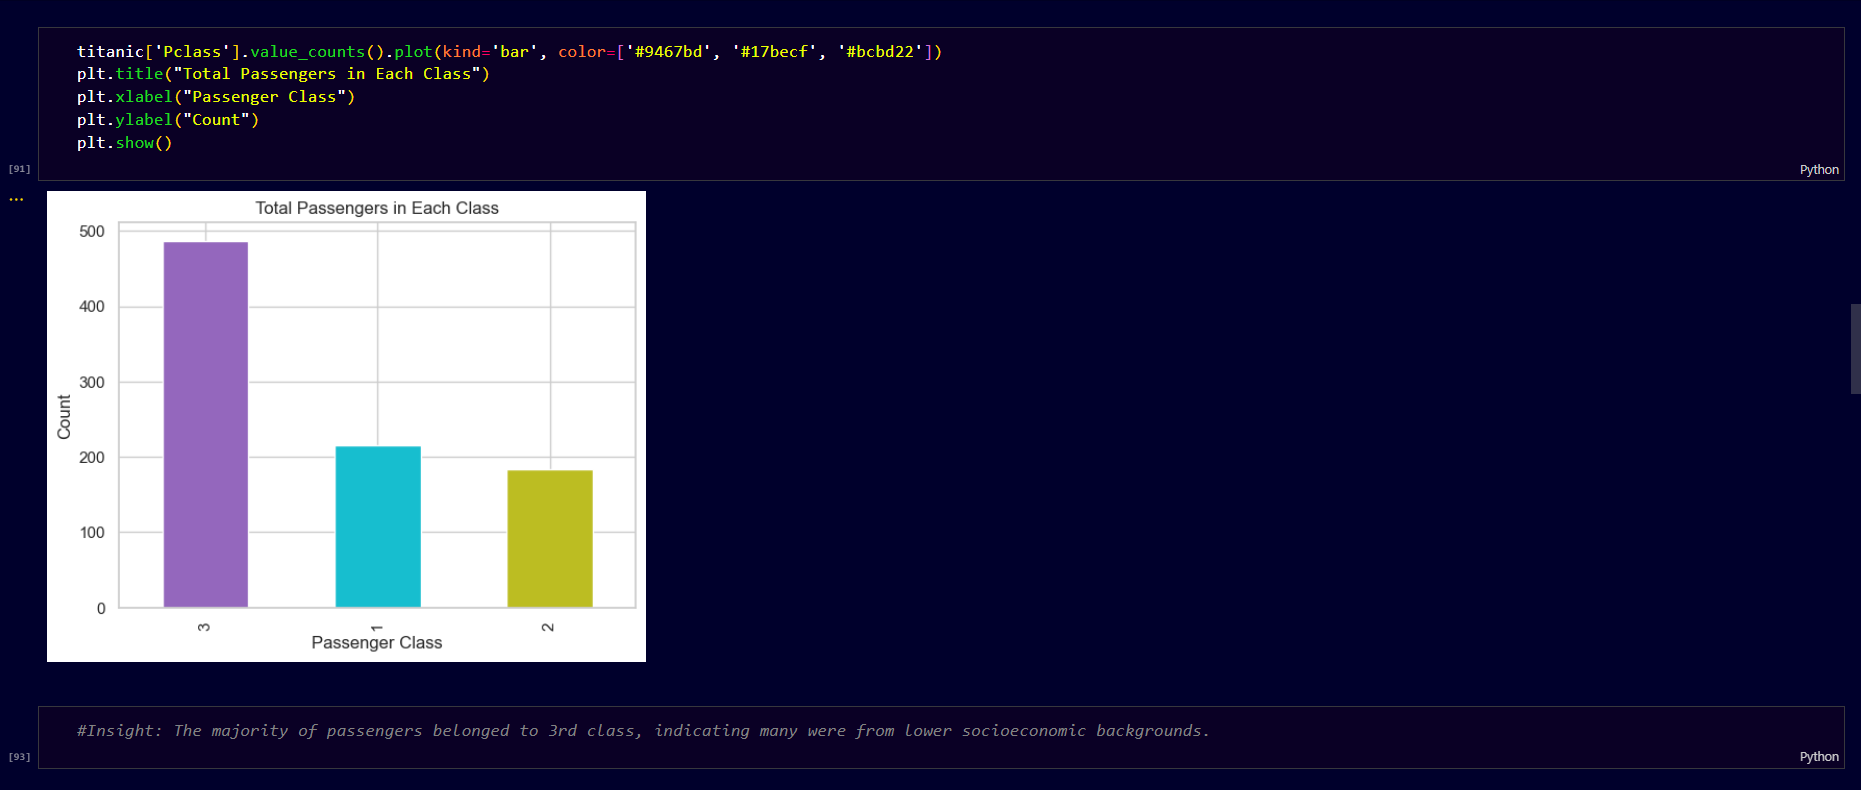 titanic['Pclass'].value_counts().plot(kind='bar', color=['#9467bd', '#17becf', '#bcbd22'])
plt.title("Total Passengers in Each Class")
plt.xlabel("Passenger Class")
plt.ylabel("Count")
plt.show()
[91]
Python
...
Total Passengers in Each Class
500
400
300
200
100
0
Count
3
1
2
Passenger Class
#Insight: The majority of passengers belonged to 3rd class, indicating many were from lower socioeconomic backgrounds.
[93]
Python